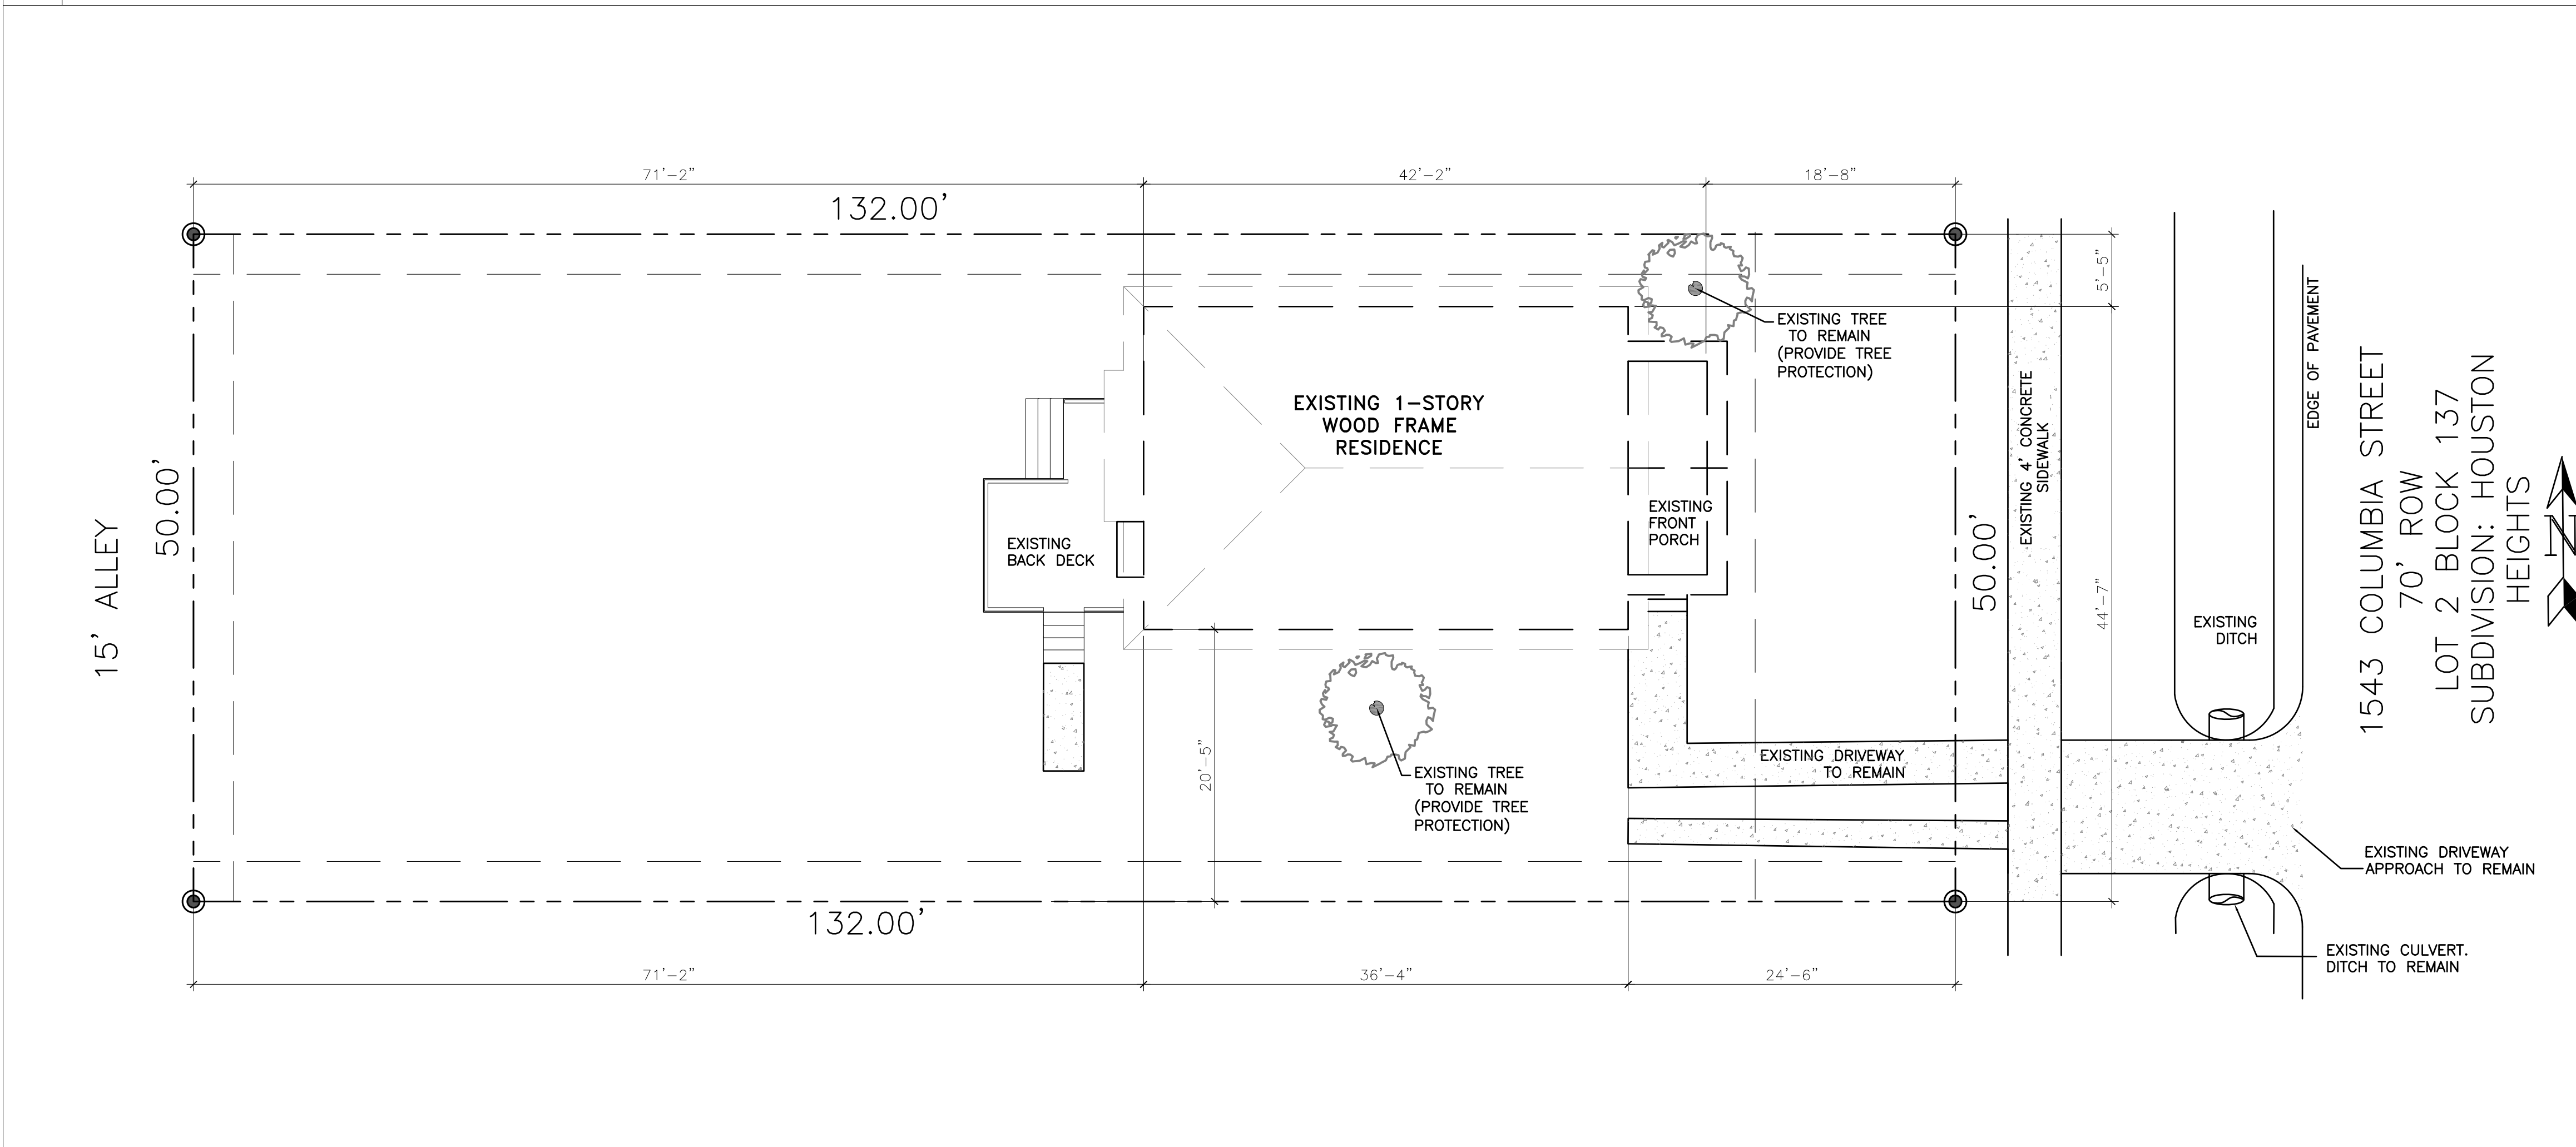 71'-2"
42'-2"
18'-8"
132.00'
5'-5"
EXISTING TREE
TO REMAIN
(PROVIDE TREE
PROTECTION)
EXISTING 1-STORY
WOOD FRAME
RESIDENCE
EXISTING
FRONT
PORCH
EXISTING
BACK DECK
15' ALLEY
50.00'
50.00'
EXISTING 4' CONCRETE
SIDEWALK
44'-7"
EDGE OF PAVEMENT
EXISTING
DITCH
1543 COLUMBIA STREET
70' ROW
LOT 2 BLOCK 137
SUBDIVISION: HOUSTON
HEIGHTS
N
20'-5"
EXISTING TREE
TO REMAIN
(PROVIDE TREE
PROTECTION)
EXISTING DRIVEWAY
TO REMAIN
EXISTING DRIVEWAY
APPROACH TO REMAIN
EXISTING CULVERT.
DITCH TO REMAIN
132.00'
71'-2"
36'-4"
24'-6"